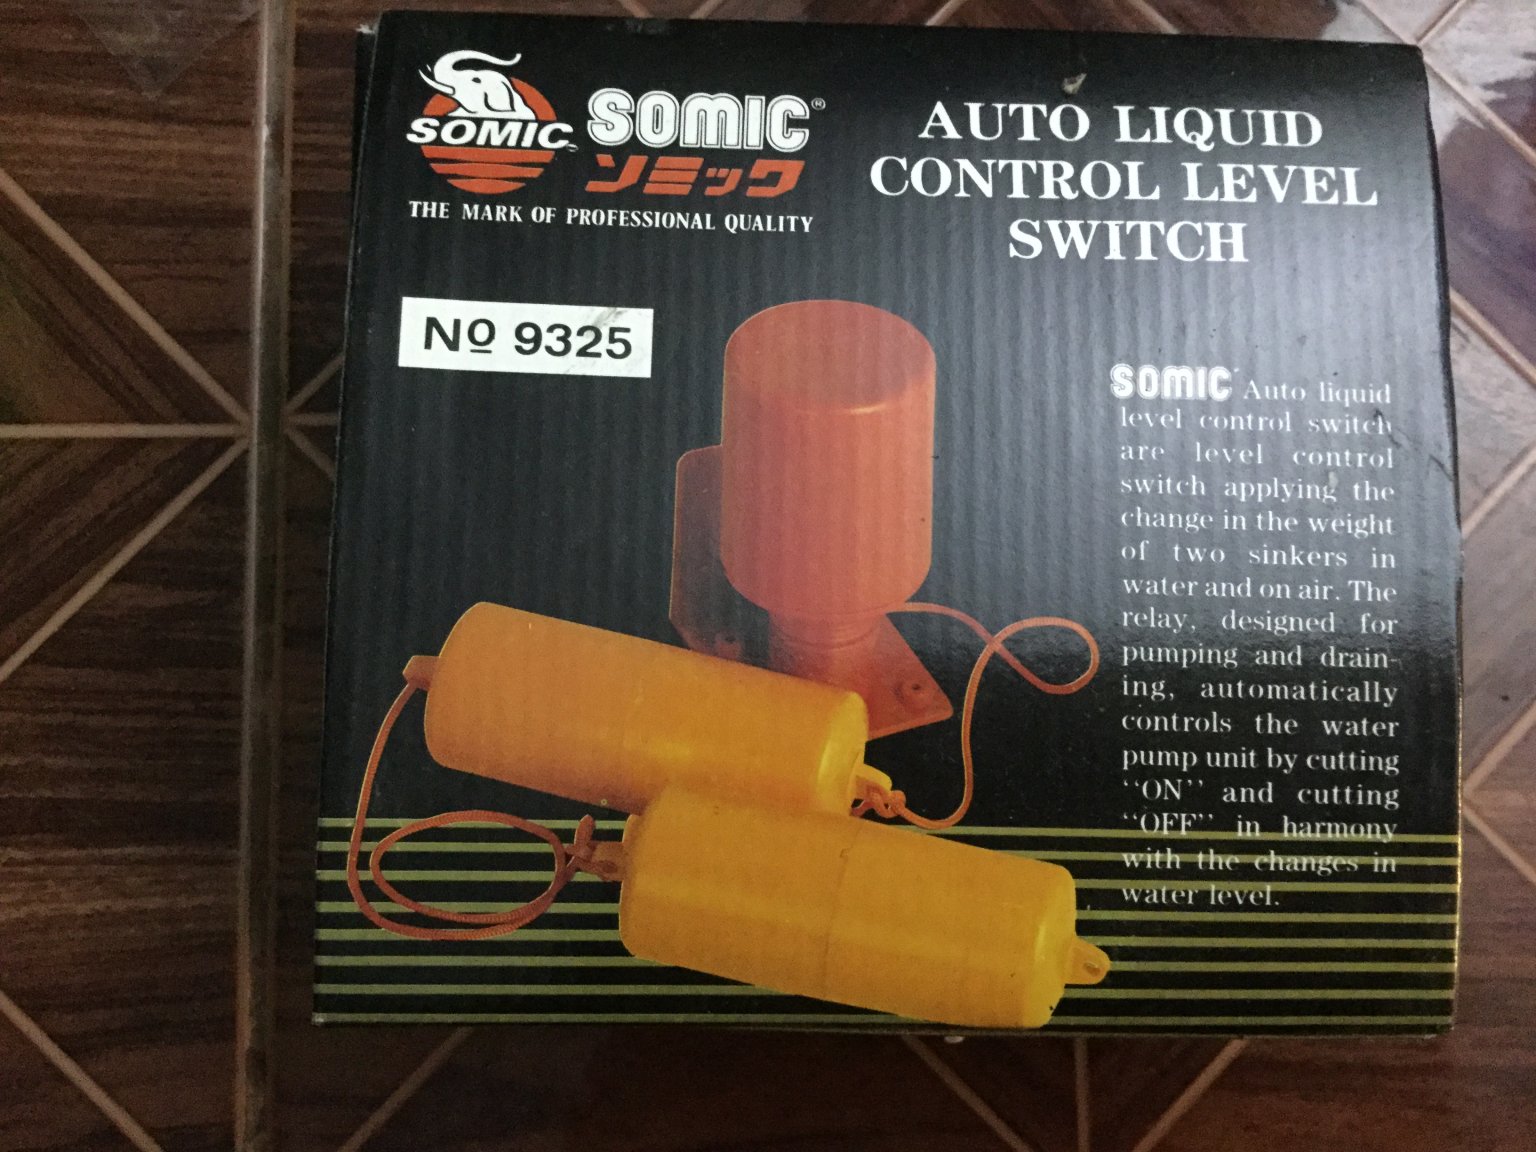 SOMIC
SOMIC®
ソミック
THE MARK OF PROFESSIONAL QUALITY
AUTO LIQUID
CONTROL LEVEL
SWITCH
Nº 9325
SOMIC Auto liquid
level control switch
are level control
switch applying the
change in the weight
of two sinkers in
water and on air. The
relay, designed for
pumping and drain-
ing, automatically
controls the water
pump unit by cutting
‘‘ON’’ and cutting
‘‘OFF’’ in harmony
with the changes in
water level.